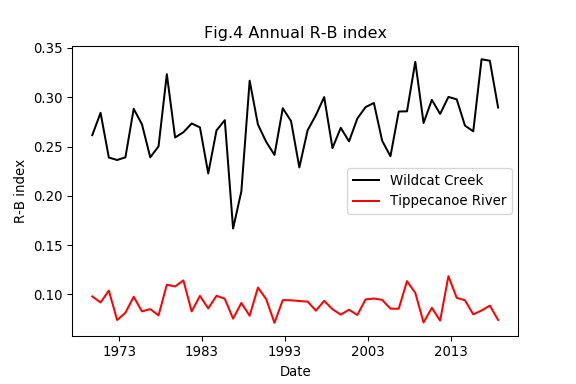 Fig.4 Annual R-B index
0.35
0.30
0.25
0.20
0.15
0.10
R-B index
Wildcat Creek
Tippecanoe River
1973 1983 1993 2003 2013
Date